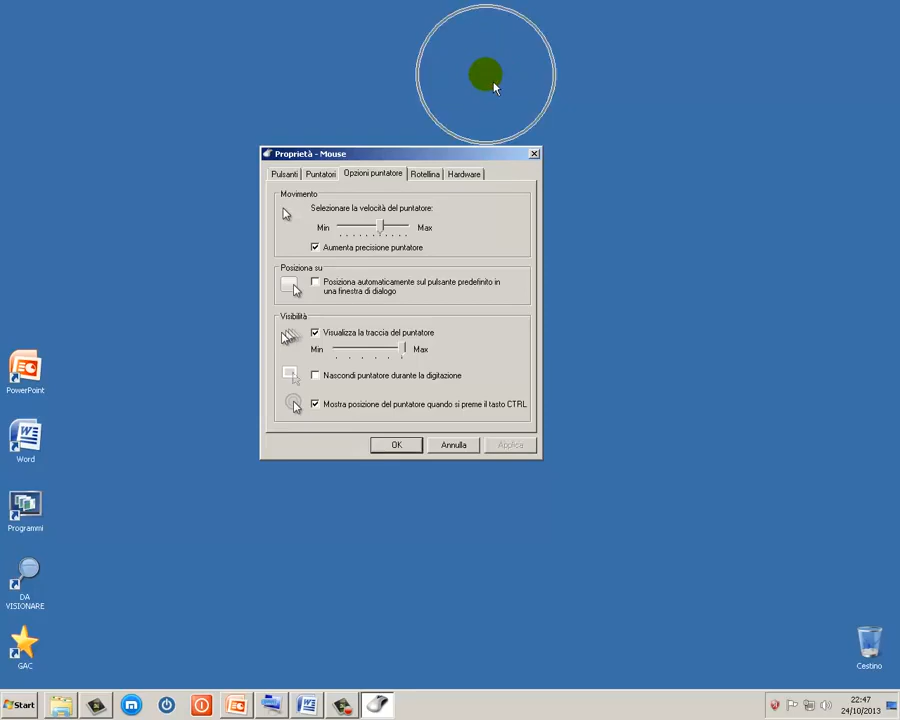 Proprietà - Mouse
Pulsanti Puntatori Opzioni puntatore Rotellina Hardware
Movimento
Selezionare la velocità del puntatore:
Min Max
Aumenta precisione puntatore
Posiziona su
Posiziona automaticamente sul pulsante predefinito in
una finestra di dialogo
Visibilità
Visualizza la traccia del puntatore
Min Max
Nascondi puntatore durante la digitazione
Mostra posizione del puntatore quando si preme il tasto CTRL
OK Annulla Applica
PowerPoint
Word
Programmi
DA
VISIONARE
GAC
Cestino
Start
22:47
24/10/2013